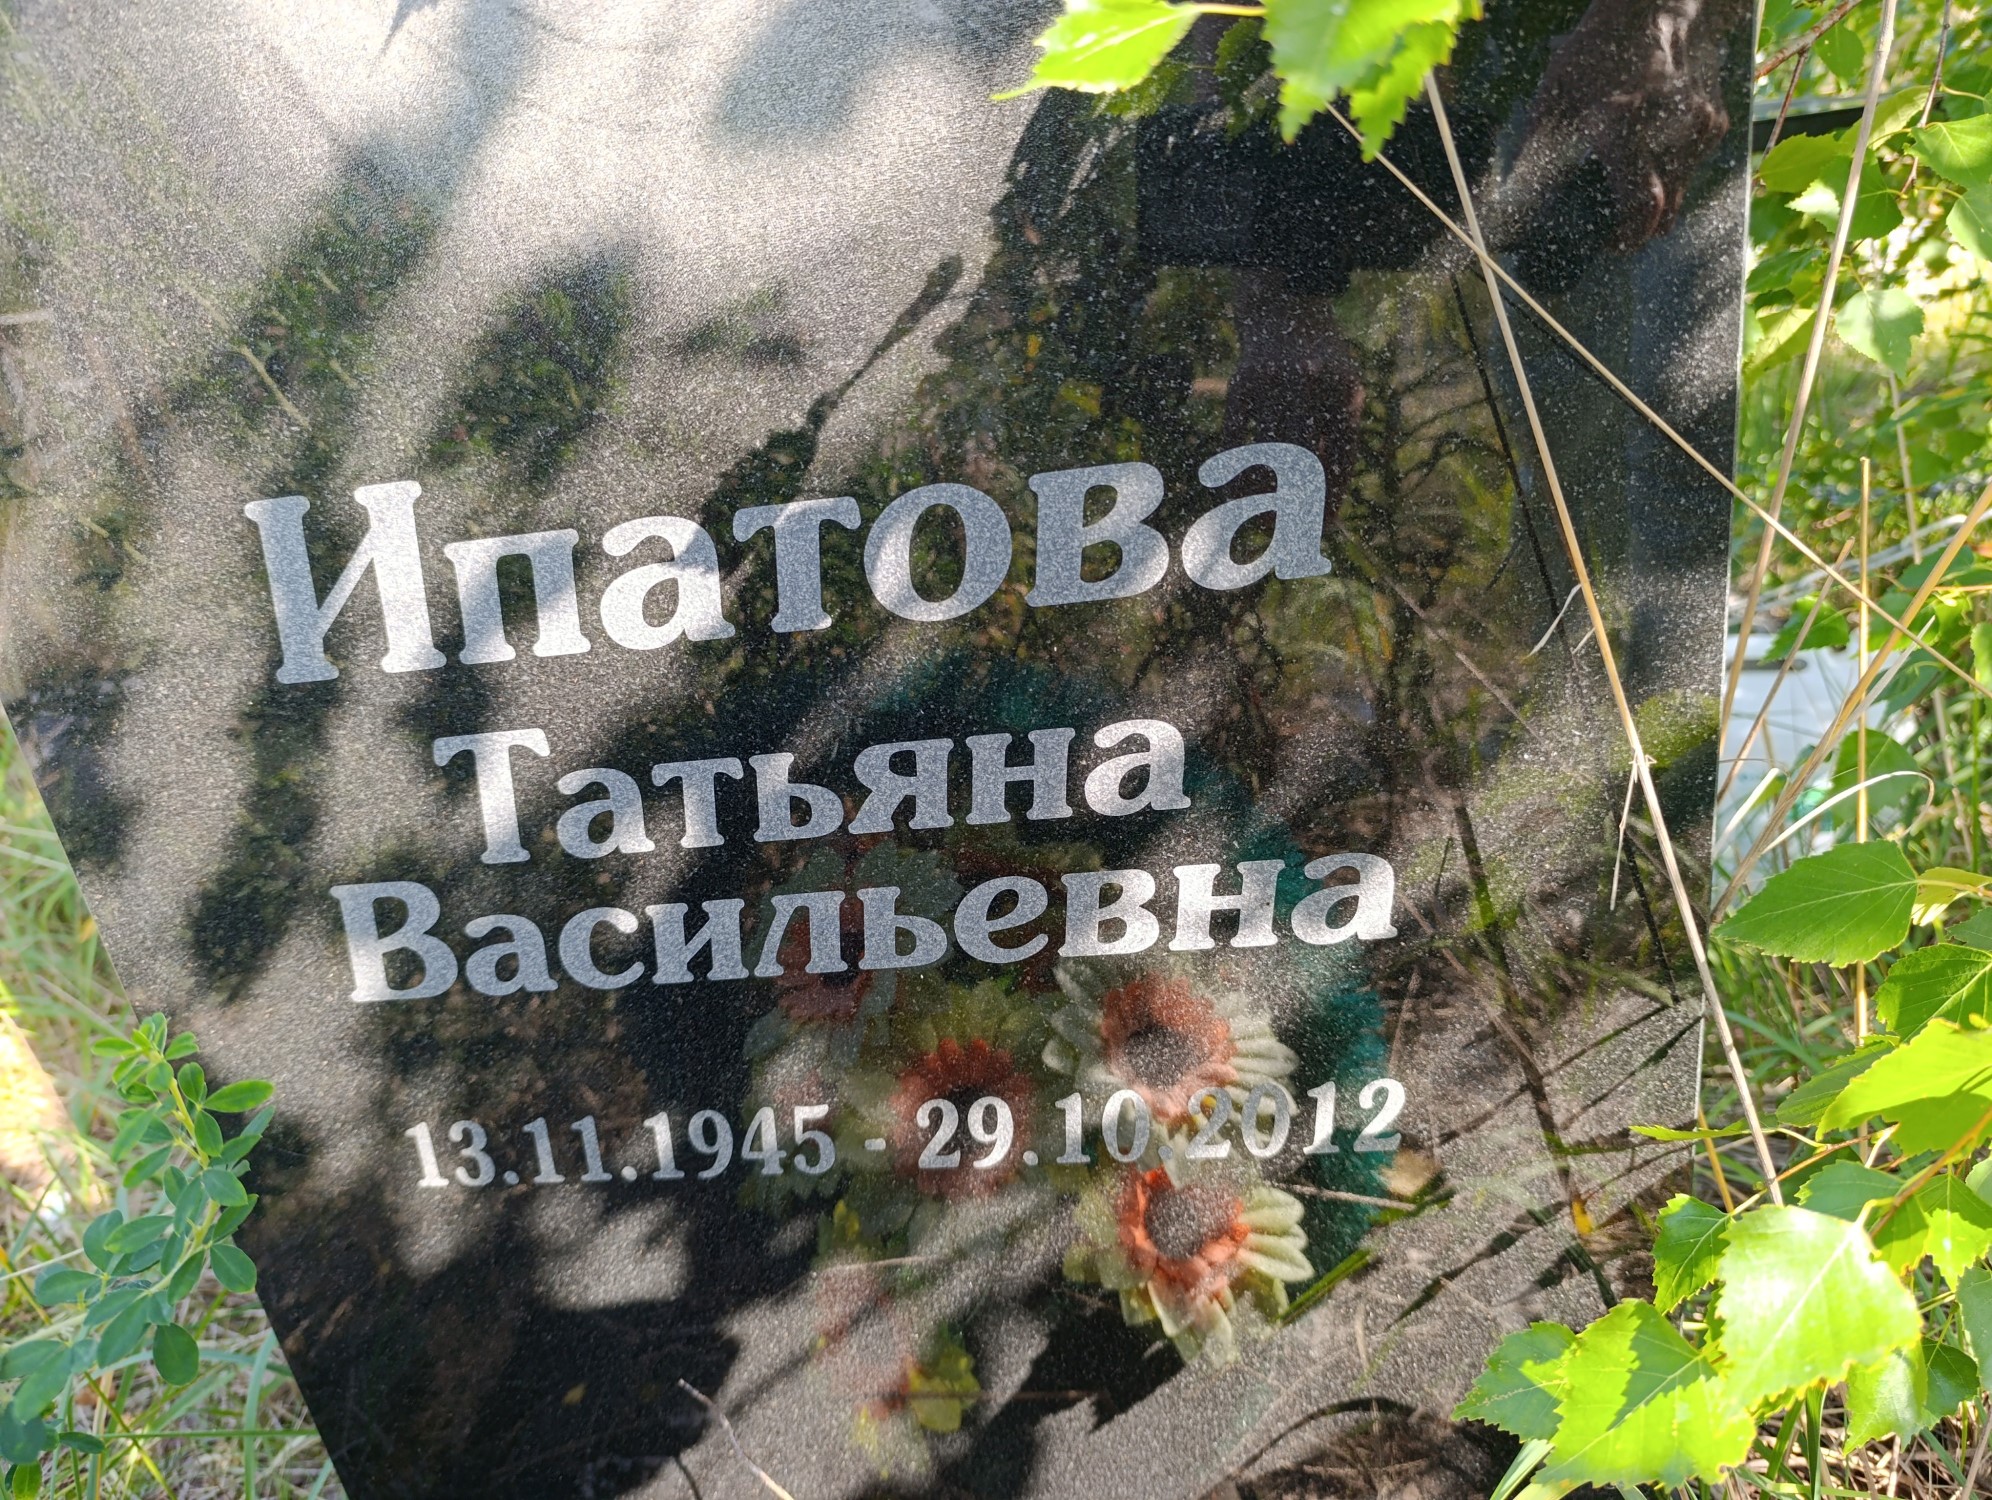 Ипатова
Татьяна
Васильевна
13.11.1945 - 29.10.2012